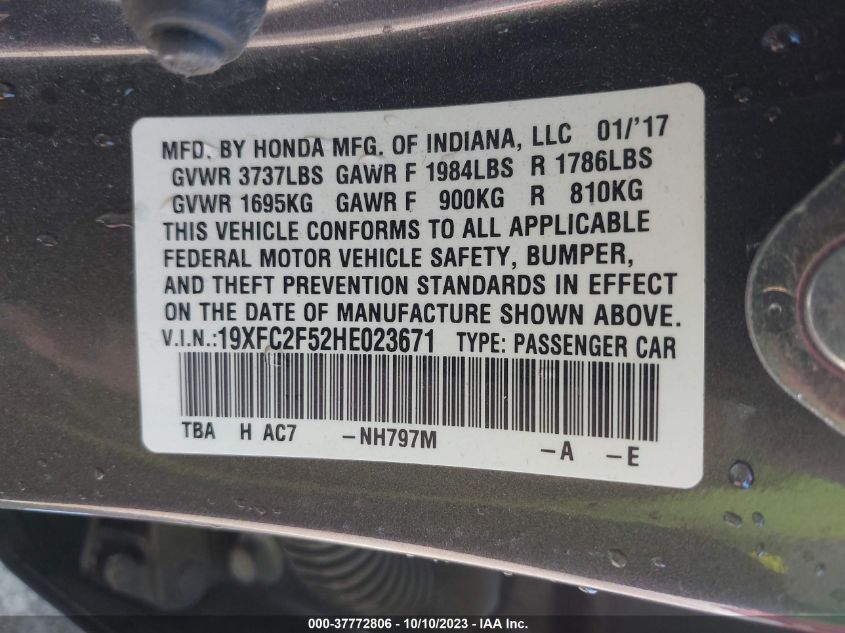 MFD. BY HONDA MFG. OF INDIANA, LLC 01/'17
GVWR 3737LBS GAWR F 1984LBS R 1786LBS
GVWR 1695KG GAWR F 900KG R 810KG
THIS VEHICLE CONFORMS TO ALL APPLICABLE
FEDERAL MOTOR VEHICLE SAFETY, BUMPER,
AND THEFT PREVENTION STANDARDS IN EFFECT
ON THE DATE OF MANUFACTURE SHOWN ABOVE.
V.I.N.:19XFC2F52HE023671 TYPE: PASSENGER CAR
TBA H AC7 –NH797M –A –E
000-37772806 - 10/10/2023 - IAA Inc.